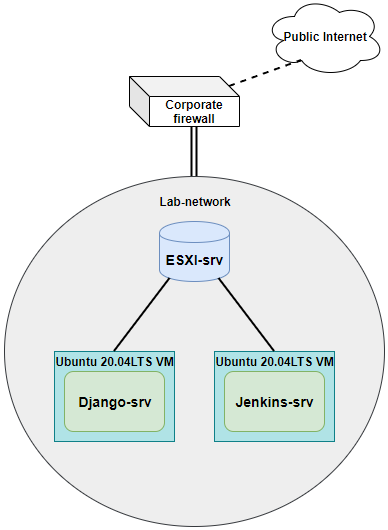 Public Internet
Corporate
firewall
Lab-network
ESXI-srv
Ubuntu 20.04LTS VM
Django-srv
Ubuntu 20.04LTS VM
Jenkins-srv